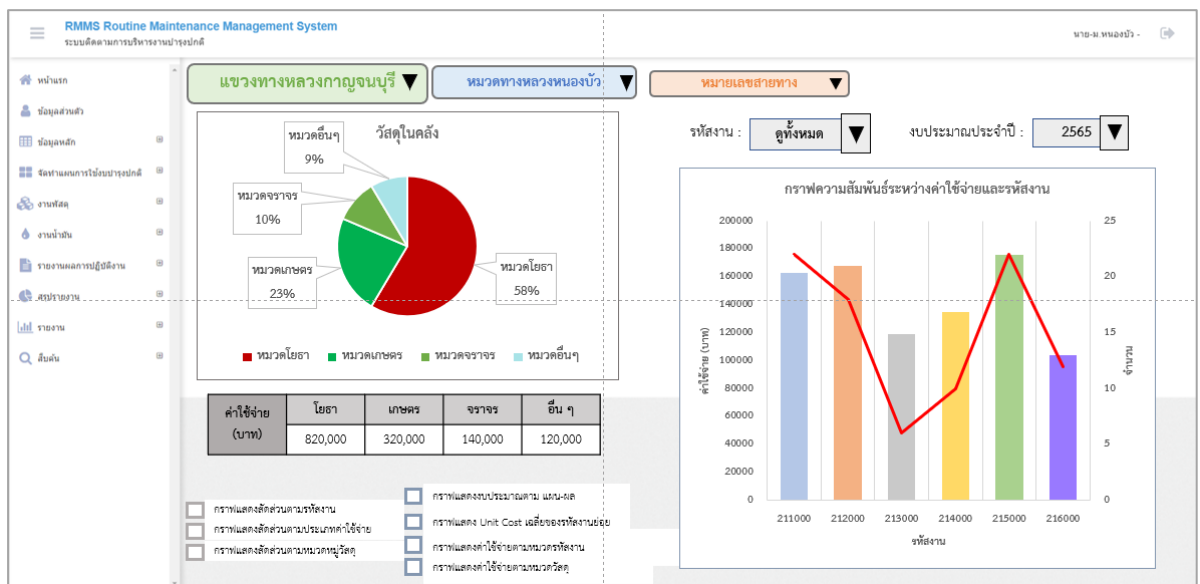 RMMS Routine Maintenance Management System
ระบบติดตามการบริหารงานบำรุงปกติ
นาย-ม.หนองบัว -
หน้าแรก
ข้อมูลส่วนตัว
ข้อมูลหลัก
จัดทำแผนการใช้งบบำรุงปกติ
งานพัสดุ
งานน้ำมัน
รายงานผลการปฏิบัติงาน
สรุปรายงาน
รายงาน
สืบค้น
แขวงทางหลวงกาญจนบุรี
หมวดทางหลวงหนองบัว
หมายเลขสายทาง
วัสดุในคลัง
หมวดอื่นๆ
9%
หมวดจราจร
10%
หมวดเกษตร
23%
หมวดโยธา
58%
หมวดโยธา หมวดเกษตร หมวดจราจร หมวดอื่นๆ
ค่าใช้จ่าย (บาท) โยธา เกษตร จราจร อื่น ๆ
820,000 320,000 140,000 120,000
กราฟแสดงสัดส่วนตามรหัสงาน
กราฟแสดงสัดส่วนตามประเภทค่าใช้จ่าย
กราฟแสดงสัดส่วนตามหมวดหมู่วัสดุ
กราฟแสดงงบประมาณตาม แผน-ผล
กราฟแสดง Unit Cost เฉลี่ยของรหัสงานย่อย
กราฟแสดงค่าใช้จ่ายตามหมวดรหัสงาน
กราฟแสดงค่าใช้จ่ายตามหมวดวัสดุ
รหัสงาน : ดูทั้งหมด งบประมาณประจำปี : 2565
กราฟความสัมพันธ์ระหว่างค่าใช้จ่ายและรหัสงาน
ค่าใช้จ่าย (บาท)
200000
180000
160000
140000
120000
100000
80000
60000
40000
20000
0
25
20
15
10
5
0
จำนวน
211000 212000 213000 214000 215000 216000
รหัสงาน